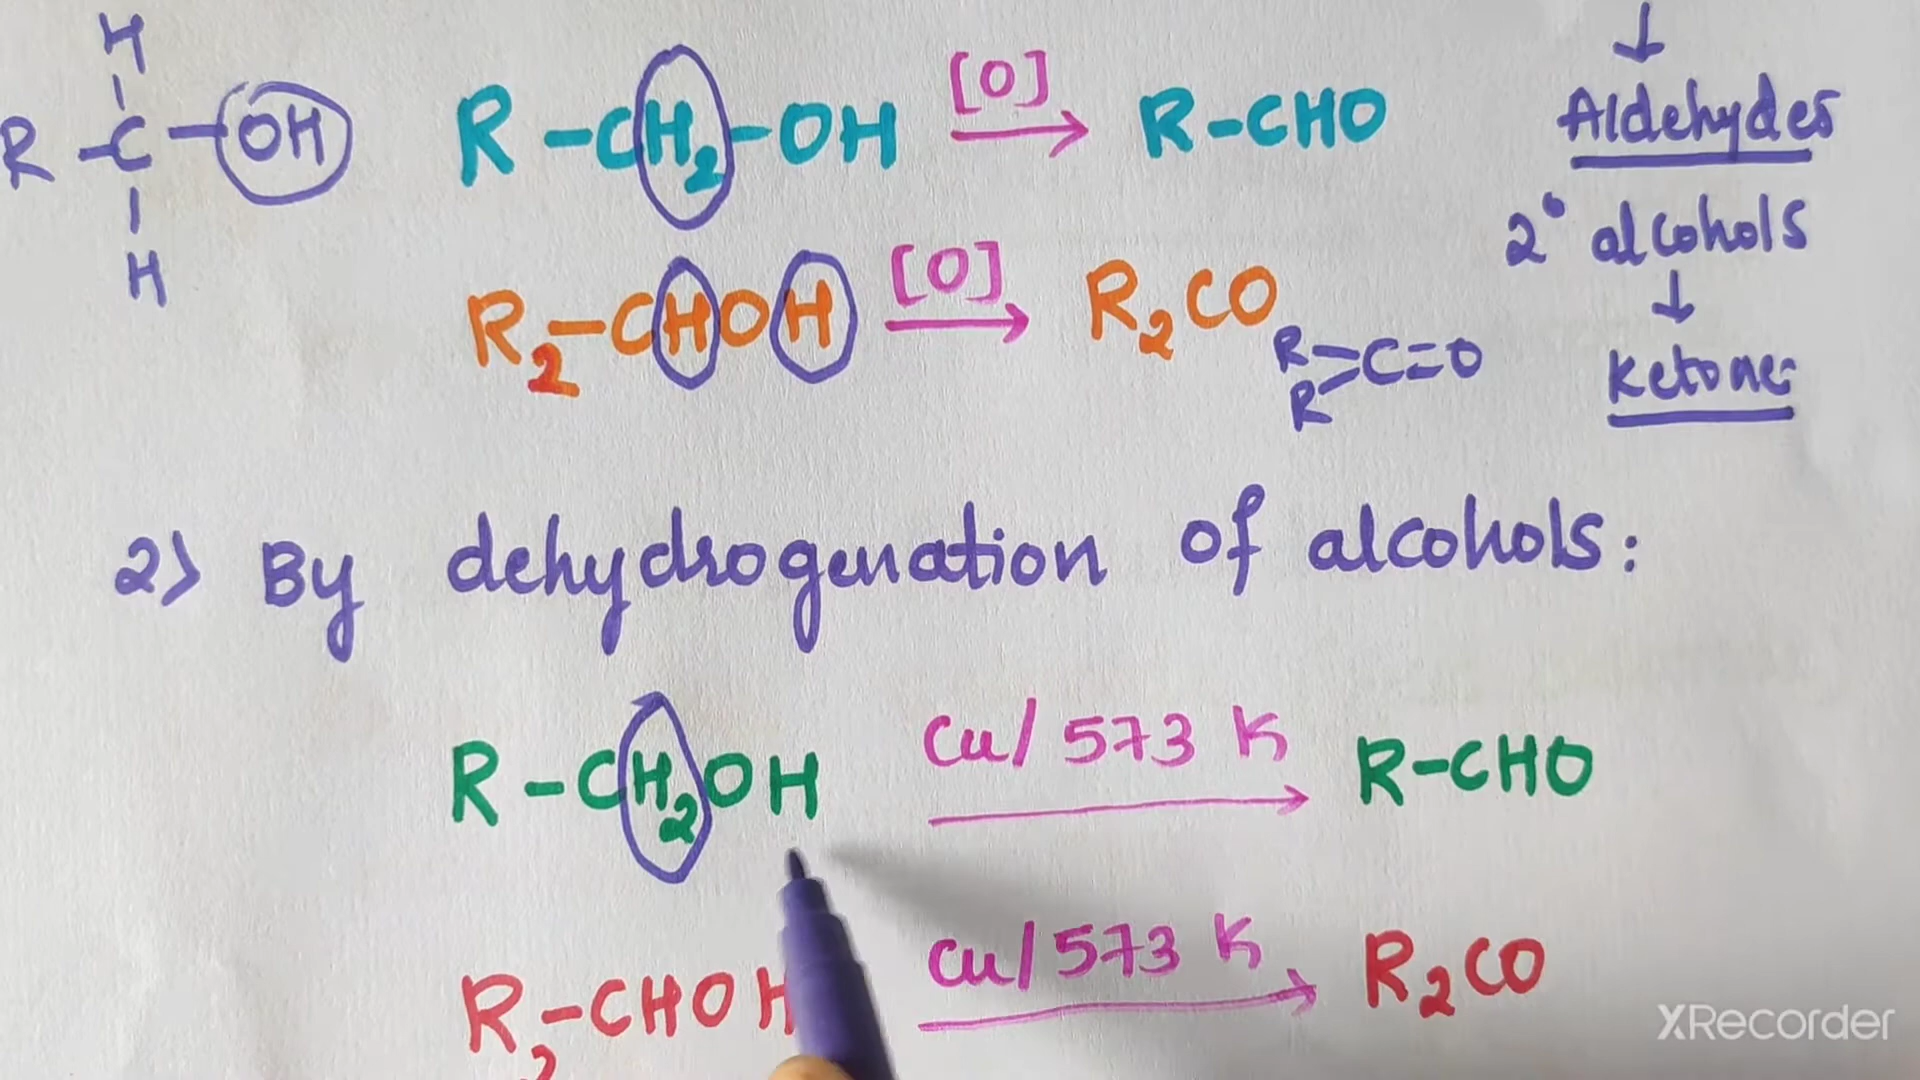 H
R - C - OH
H
R - CH₂ - OH [O] → R - CHO
↓
Aldehydes
2° alcohols
↓
Ketones
R₂ - CHOH [O] → R₂CO
R
R > C = O
2) By dehydrogenation of alcohols:
R - CH₂OH Cu / 573 K → R - CHO
R₂ - CHOH Cu / 573 K → R₂CO
XRecorder